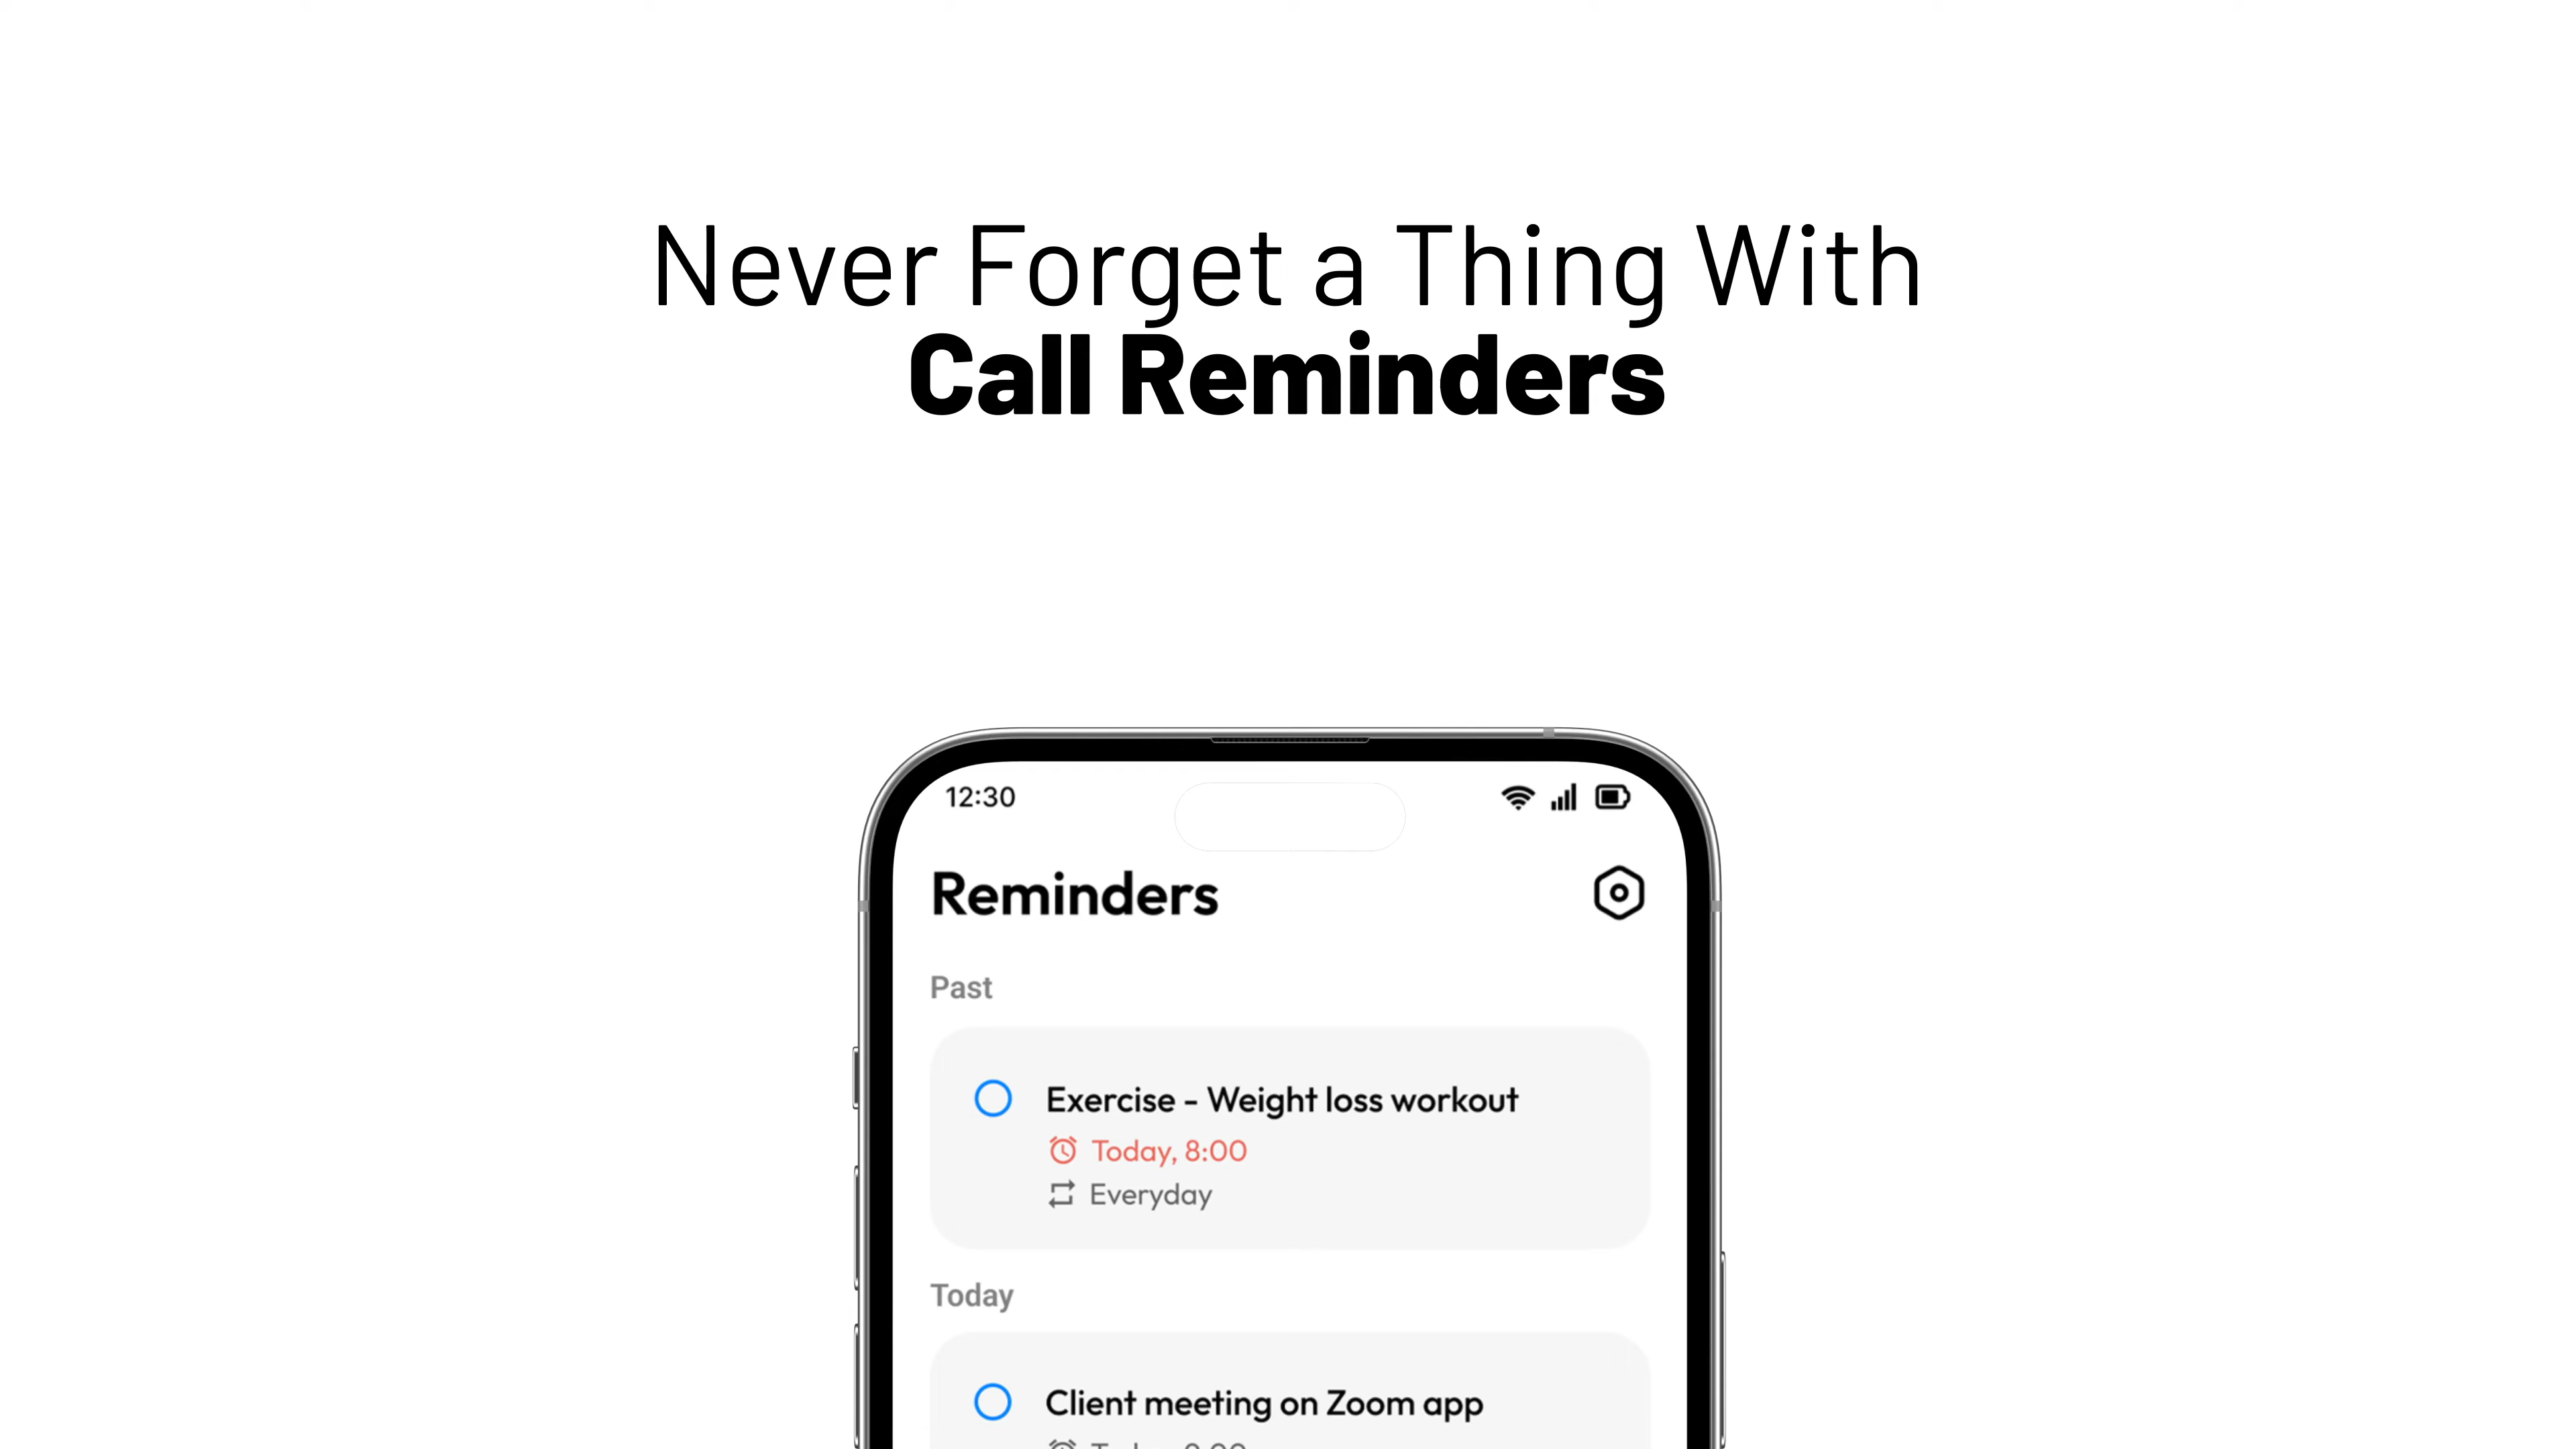 Never Forget a Thing With
Call Reminders
12:30
Reminders
Past
Exercise - Weight loss workout
Today, 8:00
Everyday
Today
Client meeting on Zoom app